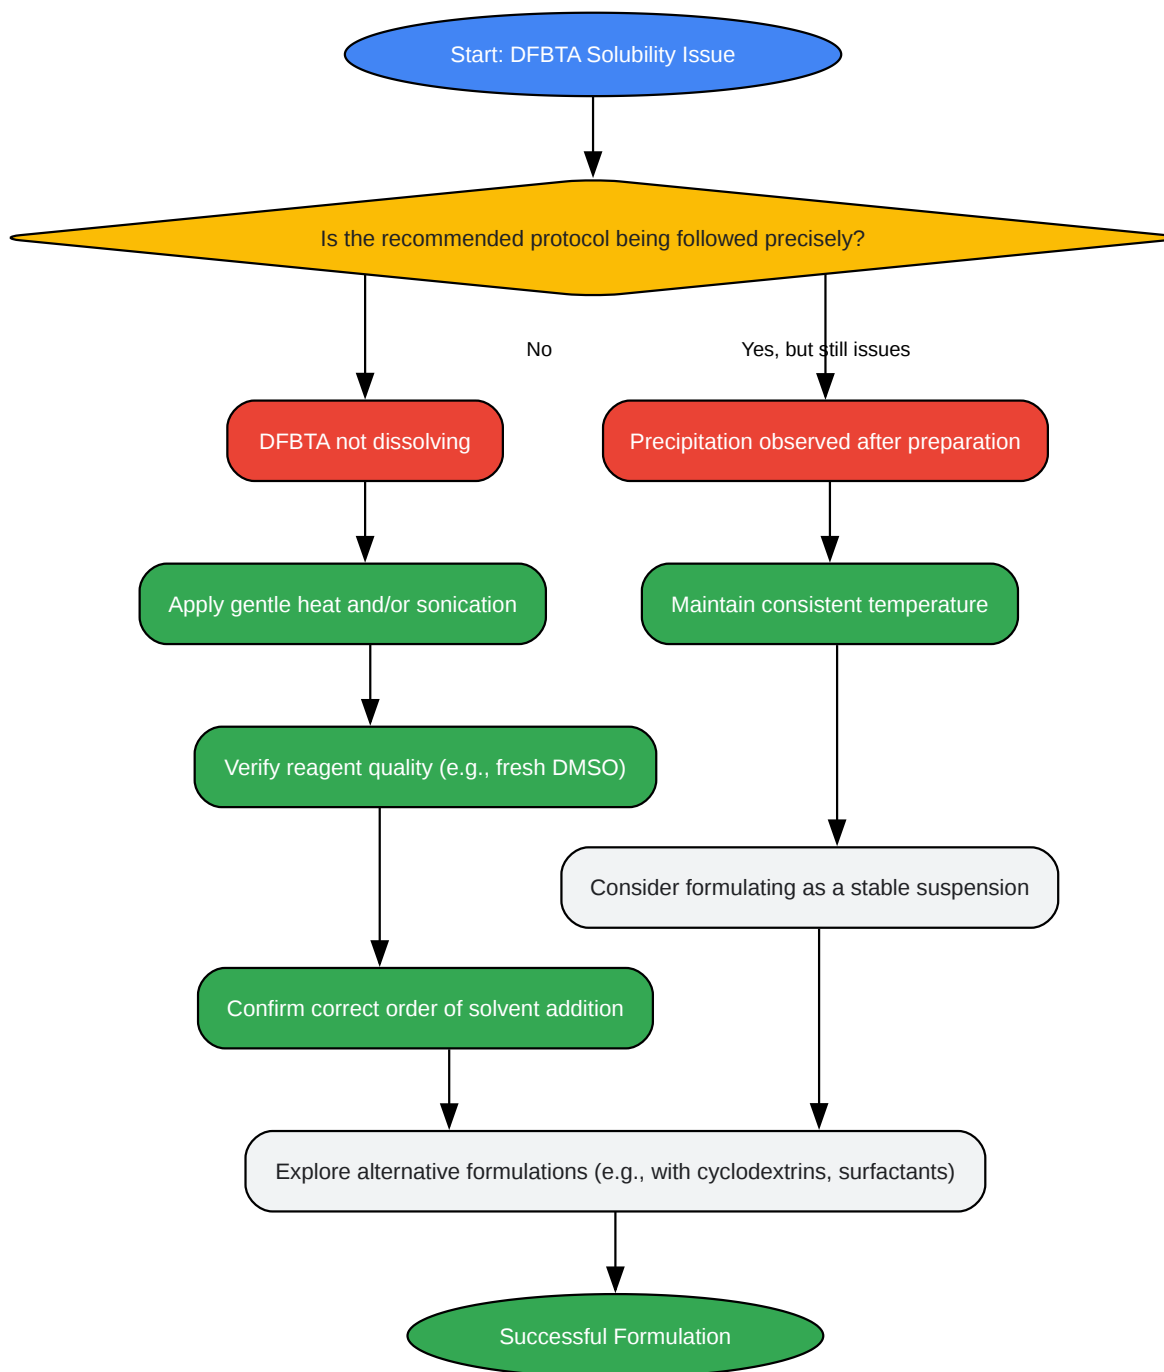 Start: DFBTA Solubility Issue
Is the recommended protocol being followed precisely?
No
Yes, but still issues
DFBTA not dissolving
Precipitation observed after preparation
Apply gentle heat and/or sonication
Maintain consistent temperature
Verify reagent quality (e.g., fresh DMSO)
Consider formulating as a stable suspension
Confirm correct order of solvent addition
Explore alternative formulations (e.g., with cyclodextrins, surfactants)
Successful Formulation